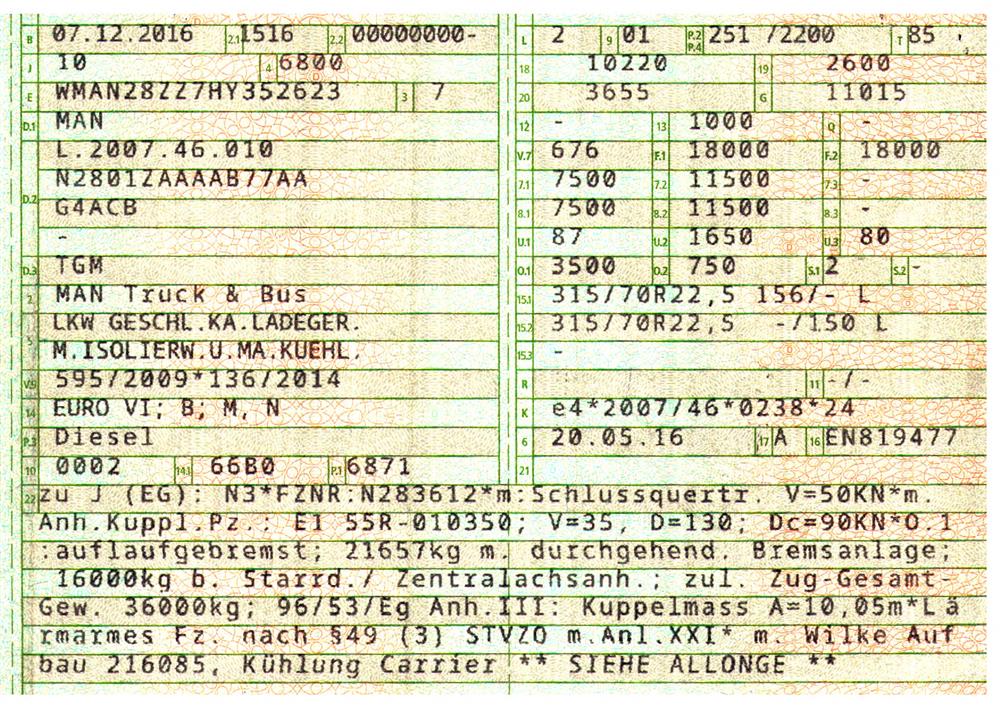 B 07.12.2016 2.1 1516 2.2 00000000-
J 10 4 6800
E WMAN28ZZ7HY352623 3 7
D.1 MAN
L.2007.46.010
D.2 N2801ZAAAAB77AA
G4ACB
-
D.3 TGM
2 MAN Truck & Bus
5 LKW GESCHL.KA.LADEGER.
M.ISOLIERW.U.MA.KUEHL.
V.9 595/2009*136/2014
14 EURO VI; B; M, N
P.3 Diesel
10 0002 14.1 66B0 P.1 6871
L 2 9 01 P.2 P.4 251 /2200 T 85
18 10220 19 2600
20 3655 G 11015
12 - 13 1000 Q -
V.7 676 F.1 18000 F.2 18000
7.1 7500 7.2 11500 7.3 -
8.1 7500 8.2 11500 8.3 -
U.1 87 U.2 1650 U.3 80
O.1 3500 O.2 750 S.1 2 S.2 -
15.1 315/70R22,5 156/- L
15.2 315/70R22,5 -/150 L
15.3 -
R 11 -/-
K e4*2007/46*0238*24
6 20.05.16 17 A 16 EN819477
21
22 zu J (EG): N3*FZNR:N283612*m:Schlussquertr. V=50KN*m.
Anh.Kuppl.Pz.: E1 55R-010350; V=35, D=130; Dc=90KN*O.1
:auflaufgebremst; 21657kg m. durchgehend. Bremsanlage;
16000kg b. Starrd./ Zentralachsanh.; zul. Zug-Gesamt-
Gew. 36000kg; 96/53/Eg Anh.III: Kuppelmass A=10,05m*Lä
rmarmes Fz. nach §49 (3) STVZO m.Anl.XXI* m. Wilke Auf
bau 216085, Kühlung Carrier ** SIEHE ALLONGE **